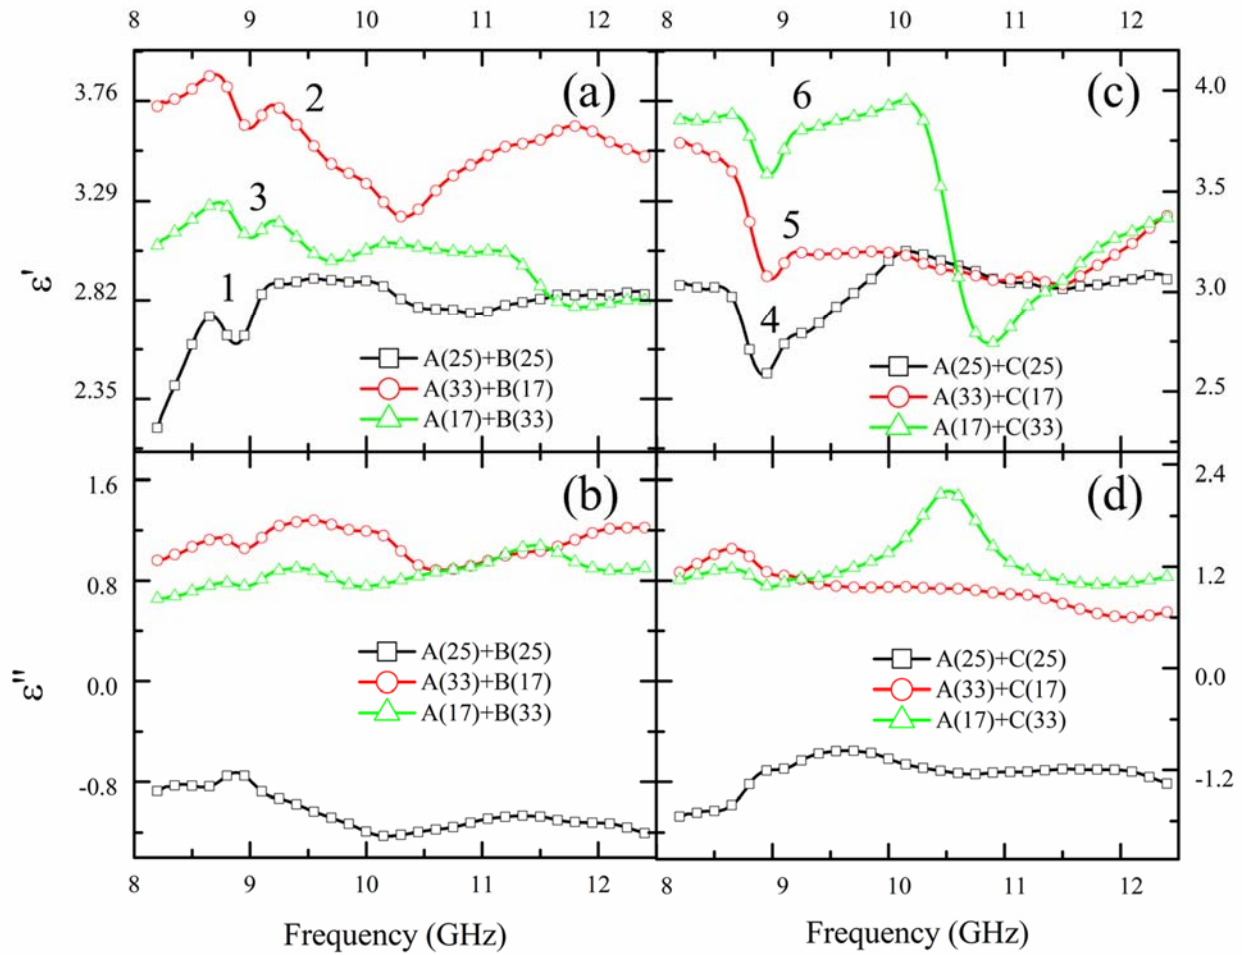 8 9 10 11 12 8 9 10 11 12
3.76
3.29
2.82
2.35
ε'
(a)
2
3
1
A(25)+B(25)
A(33)+B(17)
A(17)+B(33)
(c)
6
5
4
A(25)+C(25)
A(33)+C(17)
A(17)+C(33)
4.0
3.5
3.0
2.5
1.6
0.8
0.0
-0.8
ε"
(b)
A(25)+B(25)
A(33)+B(17)
A(17)+B(33)
(d)
A(25)+C(25)
A(33)+C(17)
A(17)+C(33)
2.4
1.2
0.0
-1.2
8 9 10 11 12 8 9 10 11 12
Frequency (GHz) Frequency (GHz)